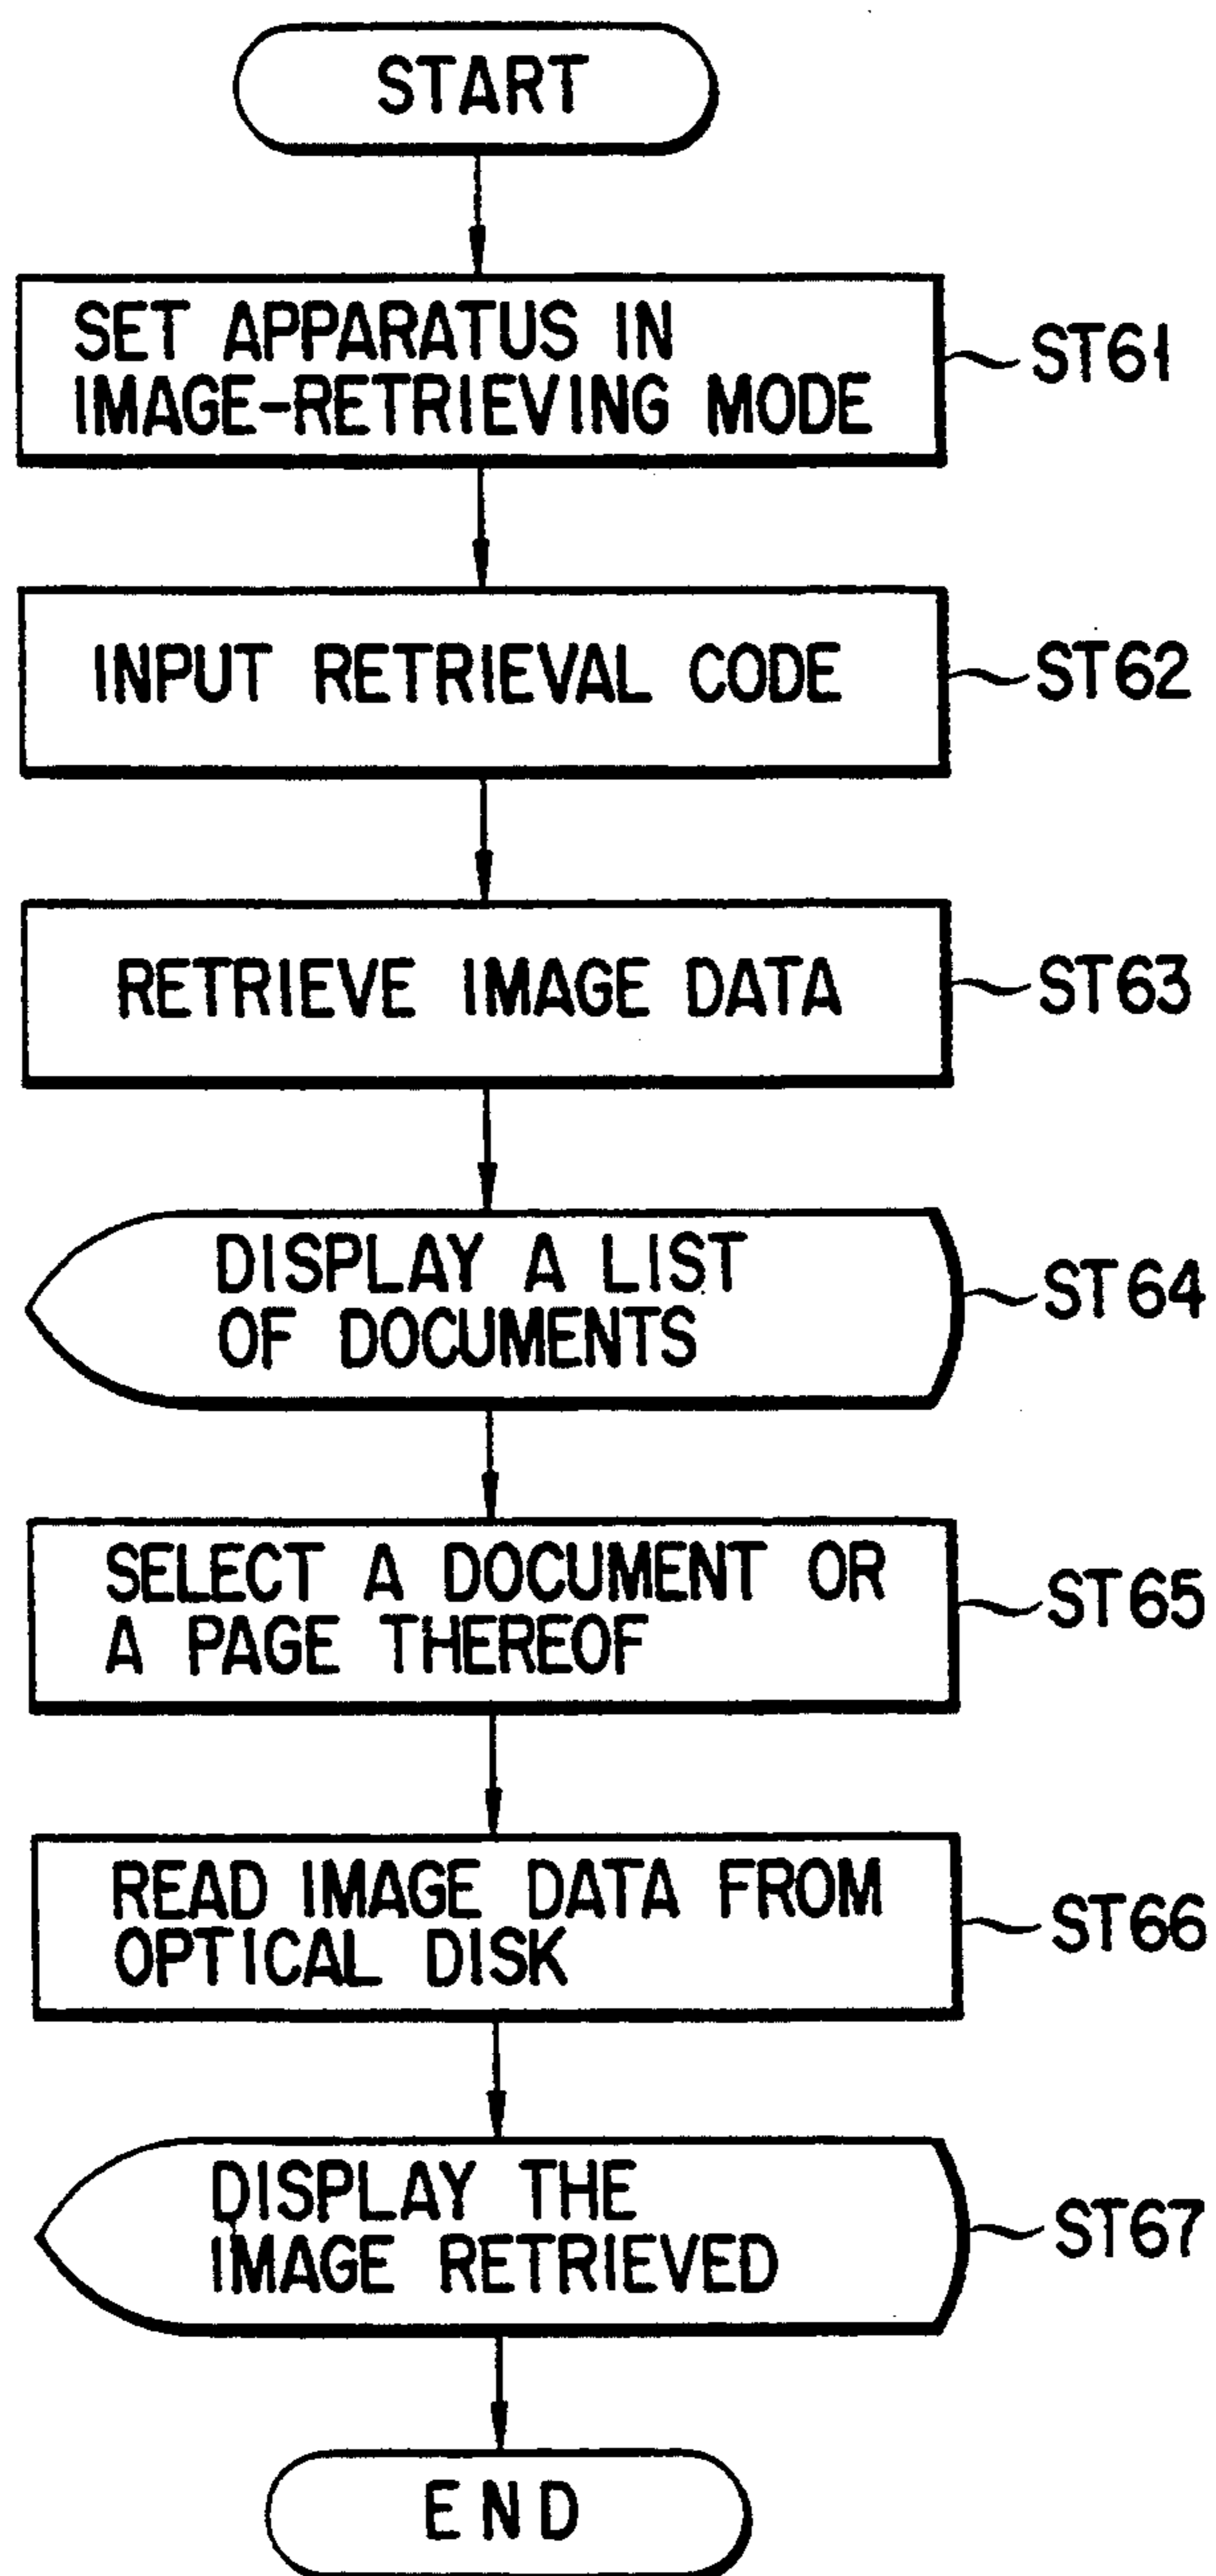 START
SET APPARATUS IN
IMAGE-RETRIEVING MODE
ST61
INPUT RETRIEVAL CODE
ST62
RETRIEVE IMAGE DATA
ST63
DISPLAY A LIST
OF DOCUMENTS
ST64
SELECT A DOCUMENT OR
A PAGE THEREOF
ST65
READ IMAGE DATA FROM
OPTICAL DISK
ST66
DISPLAY THE
IMAGE RETRIEVED
ST67
END